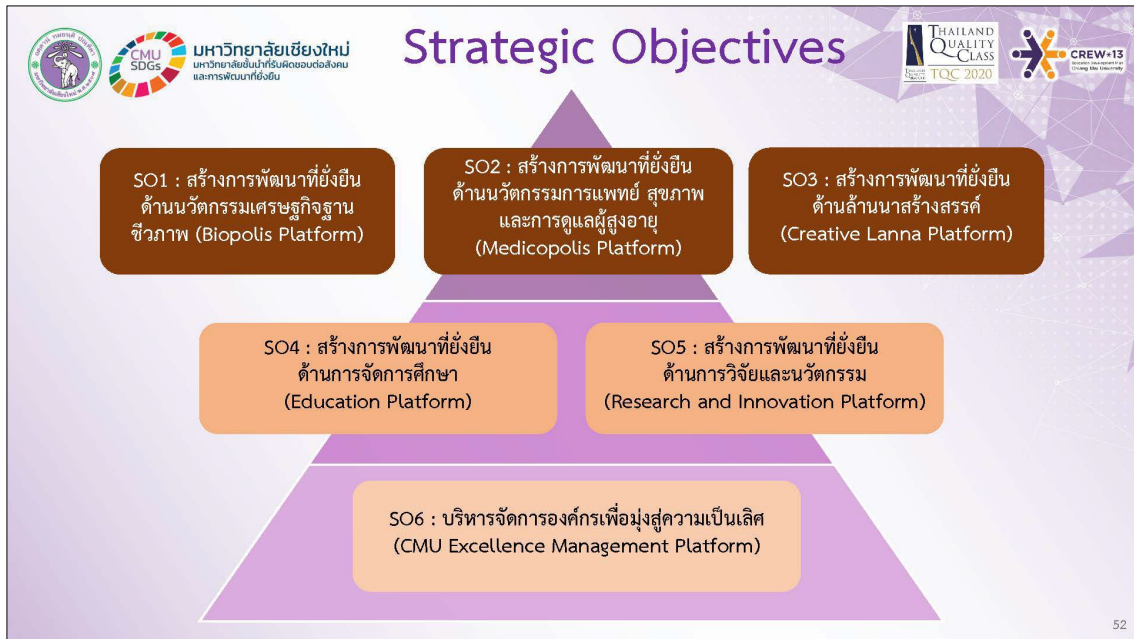 มหาวิทยาลัยเชียงใหม่
มหาวิทยาลัยชั้นนำที่รับผิดชอบต่อสังคม
และการพัฒนาที่ยั่งยืน
CMU
SDGs
Strategic Objectives
THAILAND
QUALITY
CLASS
TQC 2020
CREW+13
SO1 : สร้างการพัฒนาที่ยั่งยืน
ด้านนวัตกรรมเศรษฐกิจฐาน
ชีวภาพ (Biopolis Platform)
SO2 : สร้างการพัฒนาที่ยั่งยืน
ด้านนวัตกรรมการแพทย์ สุขภาพ
และการดูแลผู้สูงอายุ
(Medicopolis Platform)
SO3 : สร้างการพัฒนาที่ยั่งยืน
ด้านล้านนาสร้างสรรค์
(Creative Lanna Platform)
SO4 : สร้างการพัฒนาที่ยั่งยืน
ด้านการจัดการศึกษา
(Education Platform)
SO5 : สร้างการพัฒนาที่ยั่งยืน
ด้านการวิจัยและนวัตกรรม
(Research and Innovation Platform)
SO6 : บริหารจัดการองค์กรเพื่อมุ่งสู่ความเป็นเลิศ
(CMU Excellence Management Platform)
52